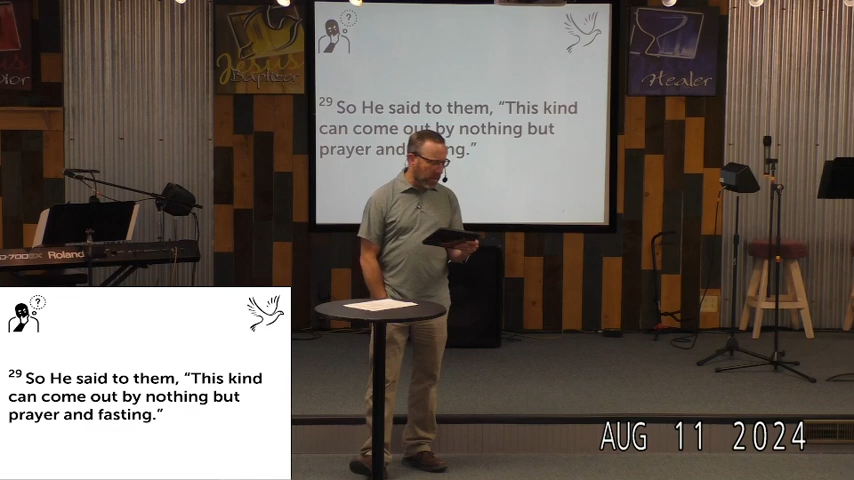 Jesus
Baptizer
Healer
?
29 So He said to them, “This kind
can come out by nothing but
prayer and
ng.”
Roland
?
29 So He said to them, “This kind
can come out by nothing but
prayer and fasting.”
AUG 11 2024